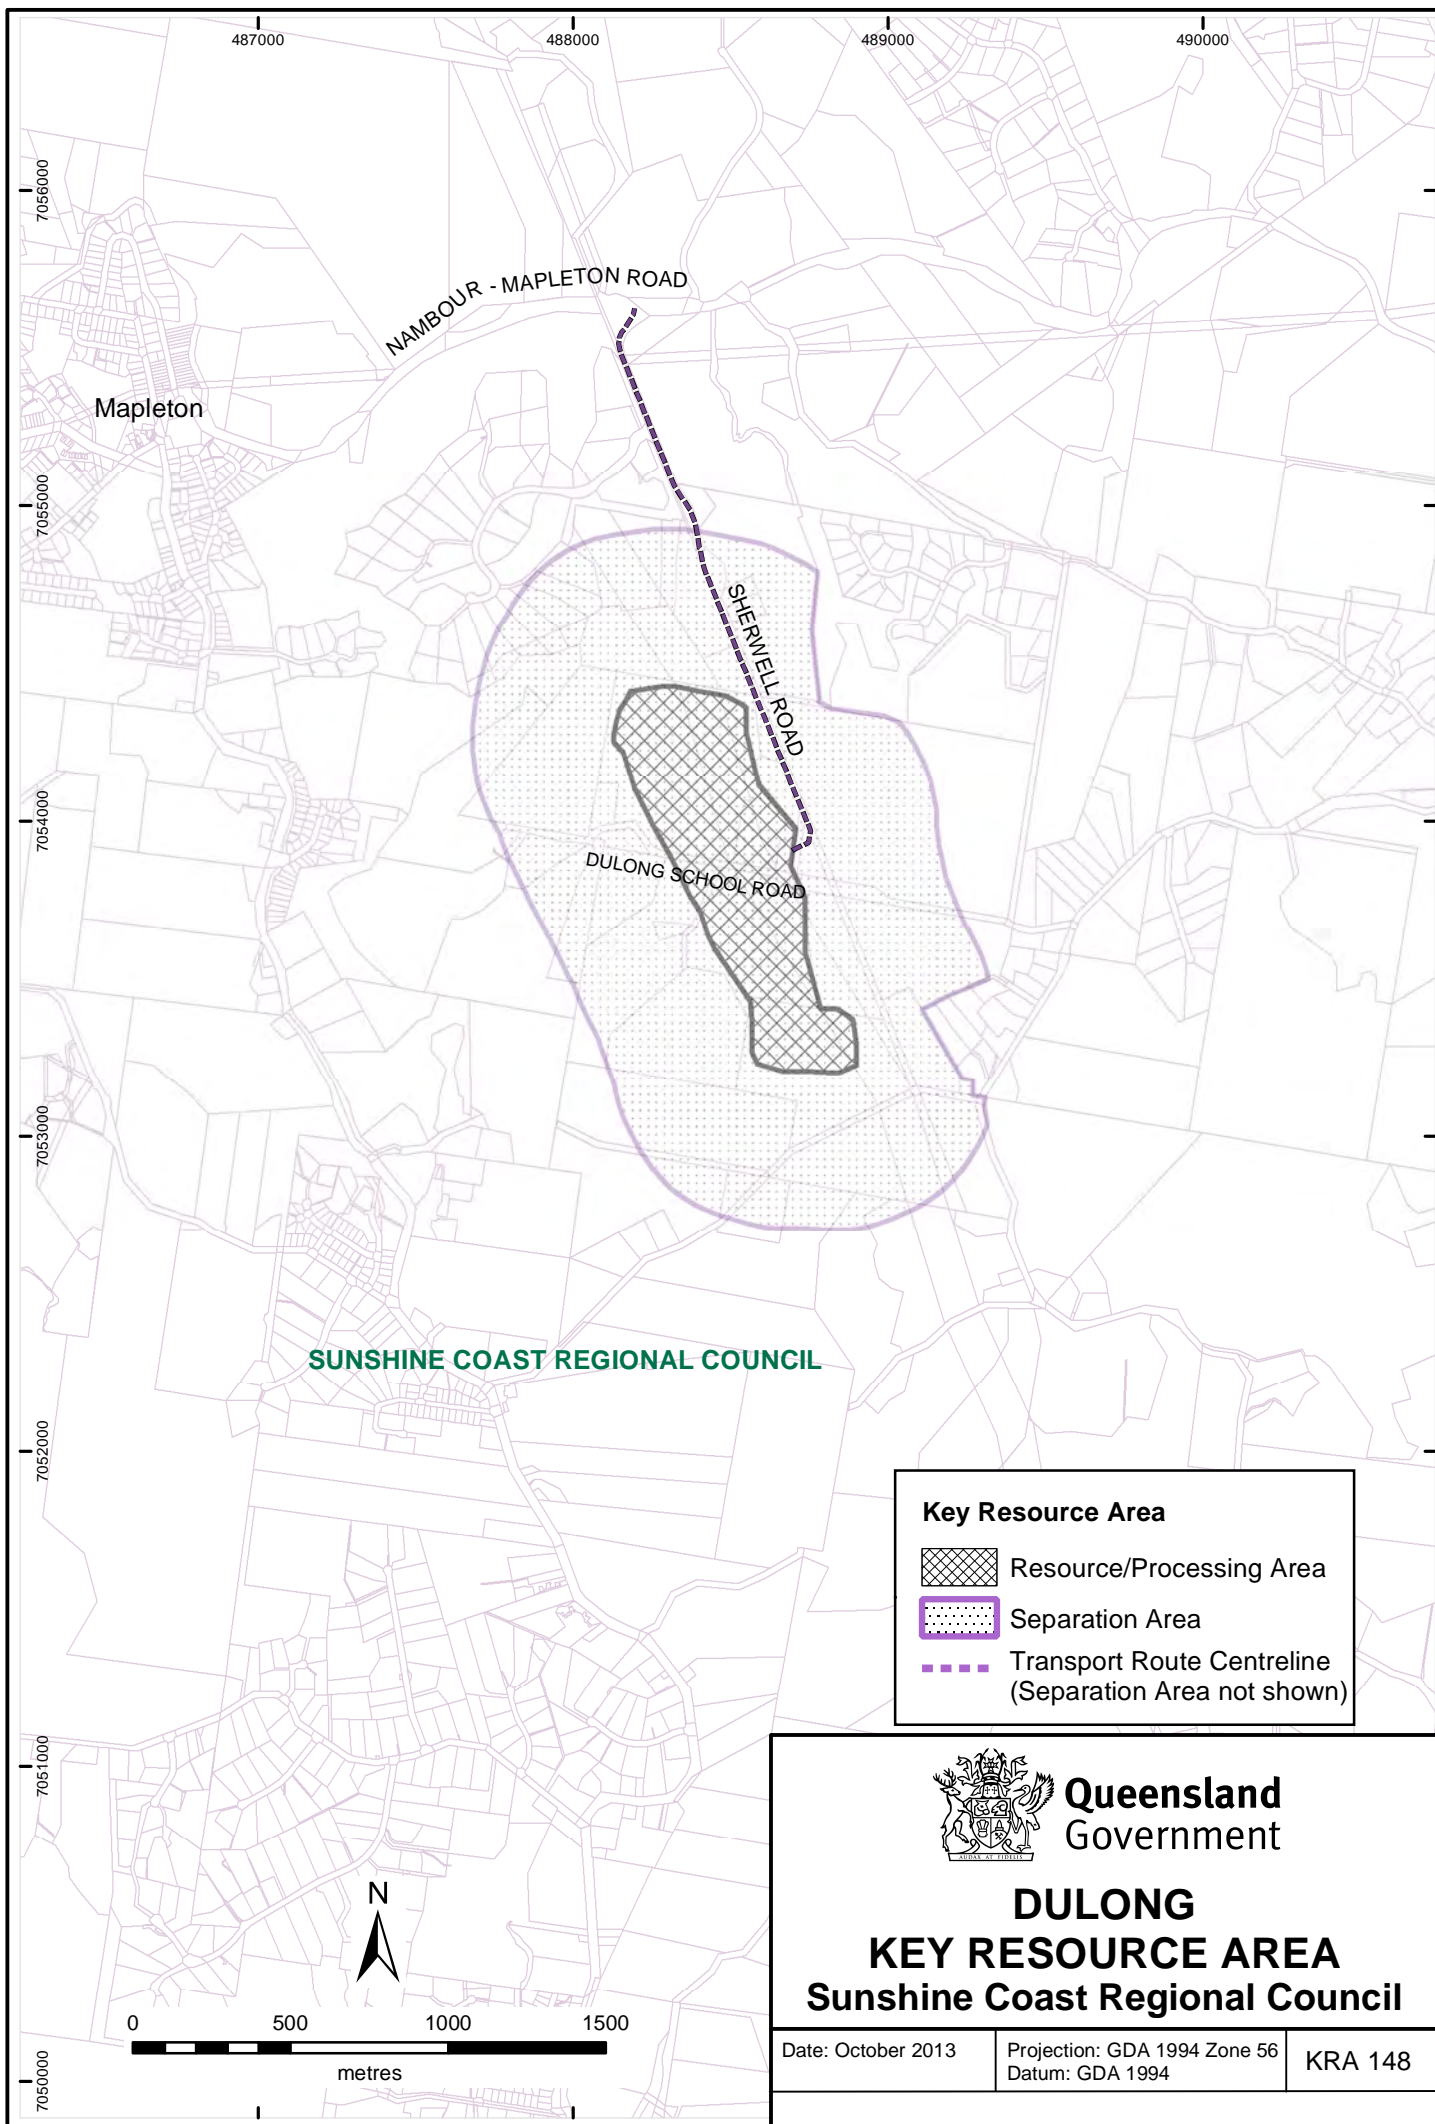 487000
488000
489000
490000
7056000
NAMBOUR - MAPLETON ROAD
Mapleton
7055000
SHERWELL ROAD
7054000
DULONG SCHOOL ROAD
7053000
SUNSHINE COAST REGIONAL COUNCIL
7052000
Key Resource Area
Resource/Processing Area
Separation Area
Transport Route Centreline
(Separation Area not shown)
7051000
Queensland
Government
AUDAX AT FIDELIS
DULONG
KEY RESOURCE AREA
Sunshine Coast Regional Council
N
0 500 1000 1500
metres
Date: October 2013
Projection: GDA 1994 Zone 56
Datum: GDA 1994
KRA 148
7050000